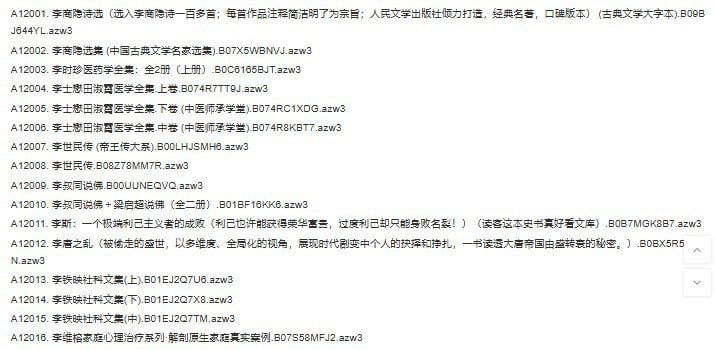 A12001. 李商隐诗选（选入李商隐诗一百多首；每首作品注释简洁明了为宗旨；人民文学出版社倾力打造，经典名著，口碑版本） (古典文学大字本).B09B
J644YL.azw3
A12002. 李商隐选集 (中国古典文学名家选集).B07X5WBNVJ.azw3
A12003. 李时珍医药学全集：全2册（上册）.B0C6165BJT.azw3
A12004. 李士懋田淑霄医学全集.上卷.B074R7TT9J.azw3
A12005. 李士懋田淑霄医学全集.下卷 (中医师承学堂).B074RC1XDG.azw3
A12006. 李士懋田淑霄医学全集.中卷 (中医师承学堂).B074R8KBT7.azw3
A12007. 李世民传 (帝王传大系).B00LHJSMH6.azw3
A12008. 李世民传.B08Z78MM7R.azw3
A12009. 李叔同说佛.B00UUNEQVQ.azw3
A12010. 李叔同说佛＋梁启超说佛（全二册）.B01BF16KK6.azw3
A12011. 李斯：一个极端利己主义者的成败（利己也许能获得荣华富贵，过度利己却只能身败名裂！）（读客这本史书真好看文库）.B0B7MGK8B7.azw3
A12012. 李唐之乱（被偷走的盛世，以多维度、全局化的视角，展现时代剧变中个人的抉择和挣扎，一书读透大唐帝国由盛转衰的秘密。）.B0BX5R5
N.azw3
A12013. 李铁映社科文集(上).B01EJ2Q7U6.azw3
A12014. 李铁映社科文集(下).B01EJ2Q7X8.azw3
A12015. 李铁映社科文集(中).B01EJ2Q7TM.azw3
A12016. 李维榕家庭心理治疗系列·解剖原生家庭真实案例.B07S58MFJ2.azw3